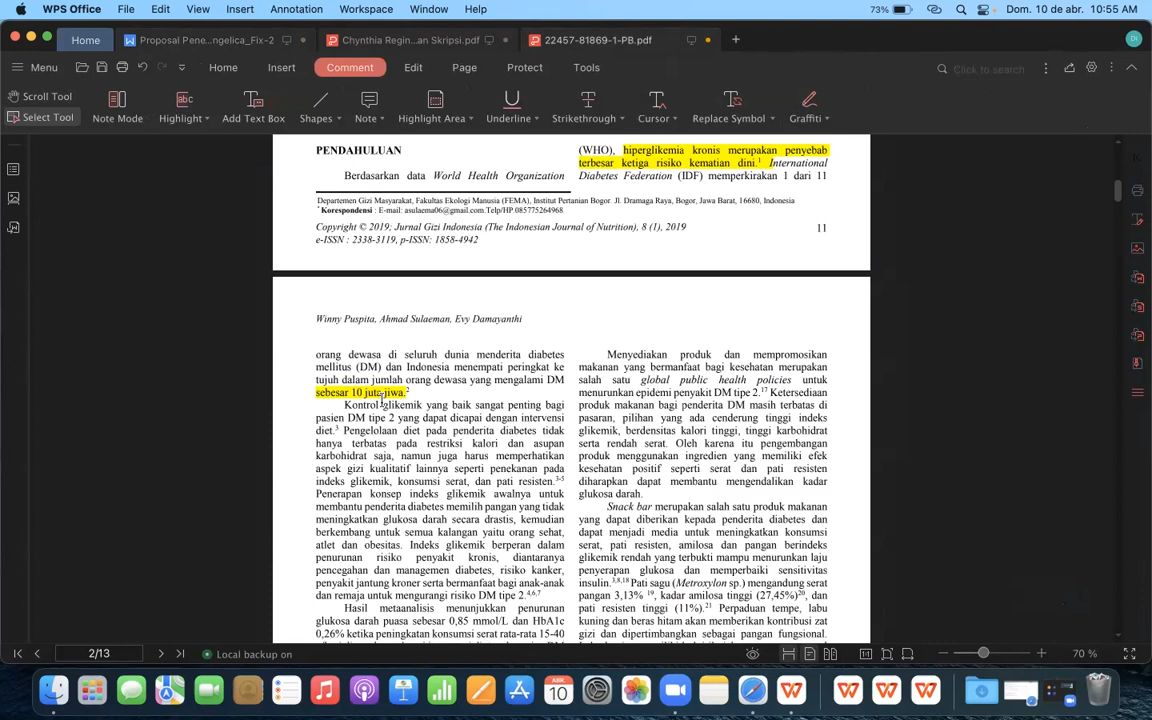 WPS Office File Edit View Insert Annotation Workspace Window Help 73% Dom. 10 de abr. 10:55 AM
Home Proposal Pene...ngelica_Fix-2 Chynthia Regin...an Skripsi.pdf 22457-81869-1-PB.pdf
Menu Home Insert Comment Edit Page Protect Tools Click to search
Scroll Tool
Select Tool
Note Mode Highlight Add Text Box Shapes Note Highlight Area Underline Strikethrough Cursor Replace Symbol Graffiti
PENDAHULUAN
Berdasarkan data World Health Organization
(WHO), hiperglikemia kronis merupakan penyebab
terbesar ketiga risiko kematian dini.1 International
Diabetes Federation (IDF) memperkirakan 1 dari 11
Departemen Gizi Masyarakat, Fakultas Ekologi Manusia (FEMA), Institut Pertanian Bogor. Jl. Dramaga Raya, Bogor, Jawa Barat, 16680, Indonesia
*Korespondensi : E-mail: asulaema06@gmail.com.Telp/HP.087775264968
Copyright © 2019; Jurnal Gizi Indonesia (The Indonesian Journal of Nutrition), 8 (1), 2019
e-ISSN : 2338-3119, p-ISSN: 1858-4942
11
Winny Puspita, Ahmad Sulaeman, Evy Damayanthi
orang dewasa di seluruh dunia menderita diabetes
mellitus (DM) dan Indonesia menempati peringkat ke
tujuh dalam jumlah orang dewasa yang mengalami DM
sebesar 10 juta jiwa.2
Kontrol glikemik yang baik sangat penting bagi
pasien DM tipe 2 yang dapat dicapai dengan intervensi
diet.3 Pengelolaan diet pada penderita diabetes tidak
hanya terbatas pada restriksi kalori dan asupan
karbohidrat saja, namun juga harus memperhatikan
aspek gizi kualitatif lainnya seperti penekanan pada
indeks glikemik, konsumsi serat, dan pati resisten.3-5
Penerapan konsep indeks glikemik awalnya untuk
membantu penderita diabetes memilih pangan yang tidak
meningkatkan glukosa darah secara drastis, kemudian
berkembang untuk semua kalangan yaitu orang sehat,
atlet dan obesitas. Indeks glikemik berperan dalam
penurunan risiko penyakit kronis, diantaranya
pencegahan dan managemen diabetes, risiko kanker,
penyakit jantung kroner serta bermanfaat bagi anak-anak
dan remaja untuk mengurangi risiko DM tipe 2.4,6,7
Hasil metaanalisis menunjukkan penurunan
glukosa darah puasa sebesar 0,85 mmol/L dan HbA1c
0,26% ketika peningkatan konsumsi serat rata-rata 15-40
Menyediakan produk dan mempromosikan
makanan yang bermanfaat bagi kesehatan merupakan
salah satu global public health policies untuk
menurunkan epidemi penyakit DM tipe 2.17 Ketersediaan
produk makanan bagi penderita DM masih terbatas di
pasaran, pilihan yang ada cenderung tinggi indeks
glikemik, berdensitas kalori tinggi, tinggi karbohidrat
serta rendah serat. Oleh karena itu pengembangan
produk menggunakan ingredien yang memiliki efek
kesehatan positif seperti serat dan pati resisten
diharapkan dapat membantu mengendalikan kadar
glukosa darah.
Snack bar merupakan salah satu produk makanan
yang dapat diberikan kepada penderita diabetes dan
dapat menjadi media untuk meningkatkan konsumsi
serat, pati resisten, amilosa dan pangan berindeks
glikemik rendah yang terbukti mampu menurunkan laju
penyerapan glukosa dan memperbaiki sensitivitas
insulin.3,8,18 Pati sagu (Metroxylon sp.) mengandung serat
pangan 3,13% 19, kadar amilosa tinggi (27,45%)20, dan
pati resisten tinggi (11%).21 Perpaduan tempe, labu
kuning dan beras hitam akan memberikan kontribusi zat
gizi dan dipertimbangkan sebagai pangan fungsional.
2/13 Local backup on 70 %
APR.
10